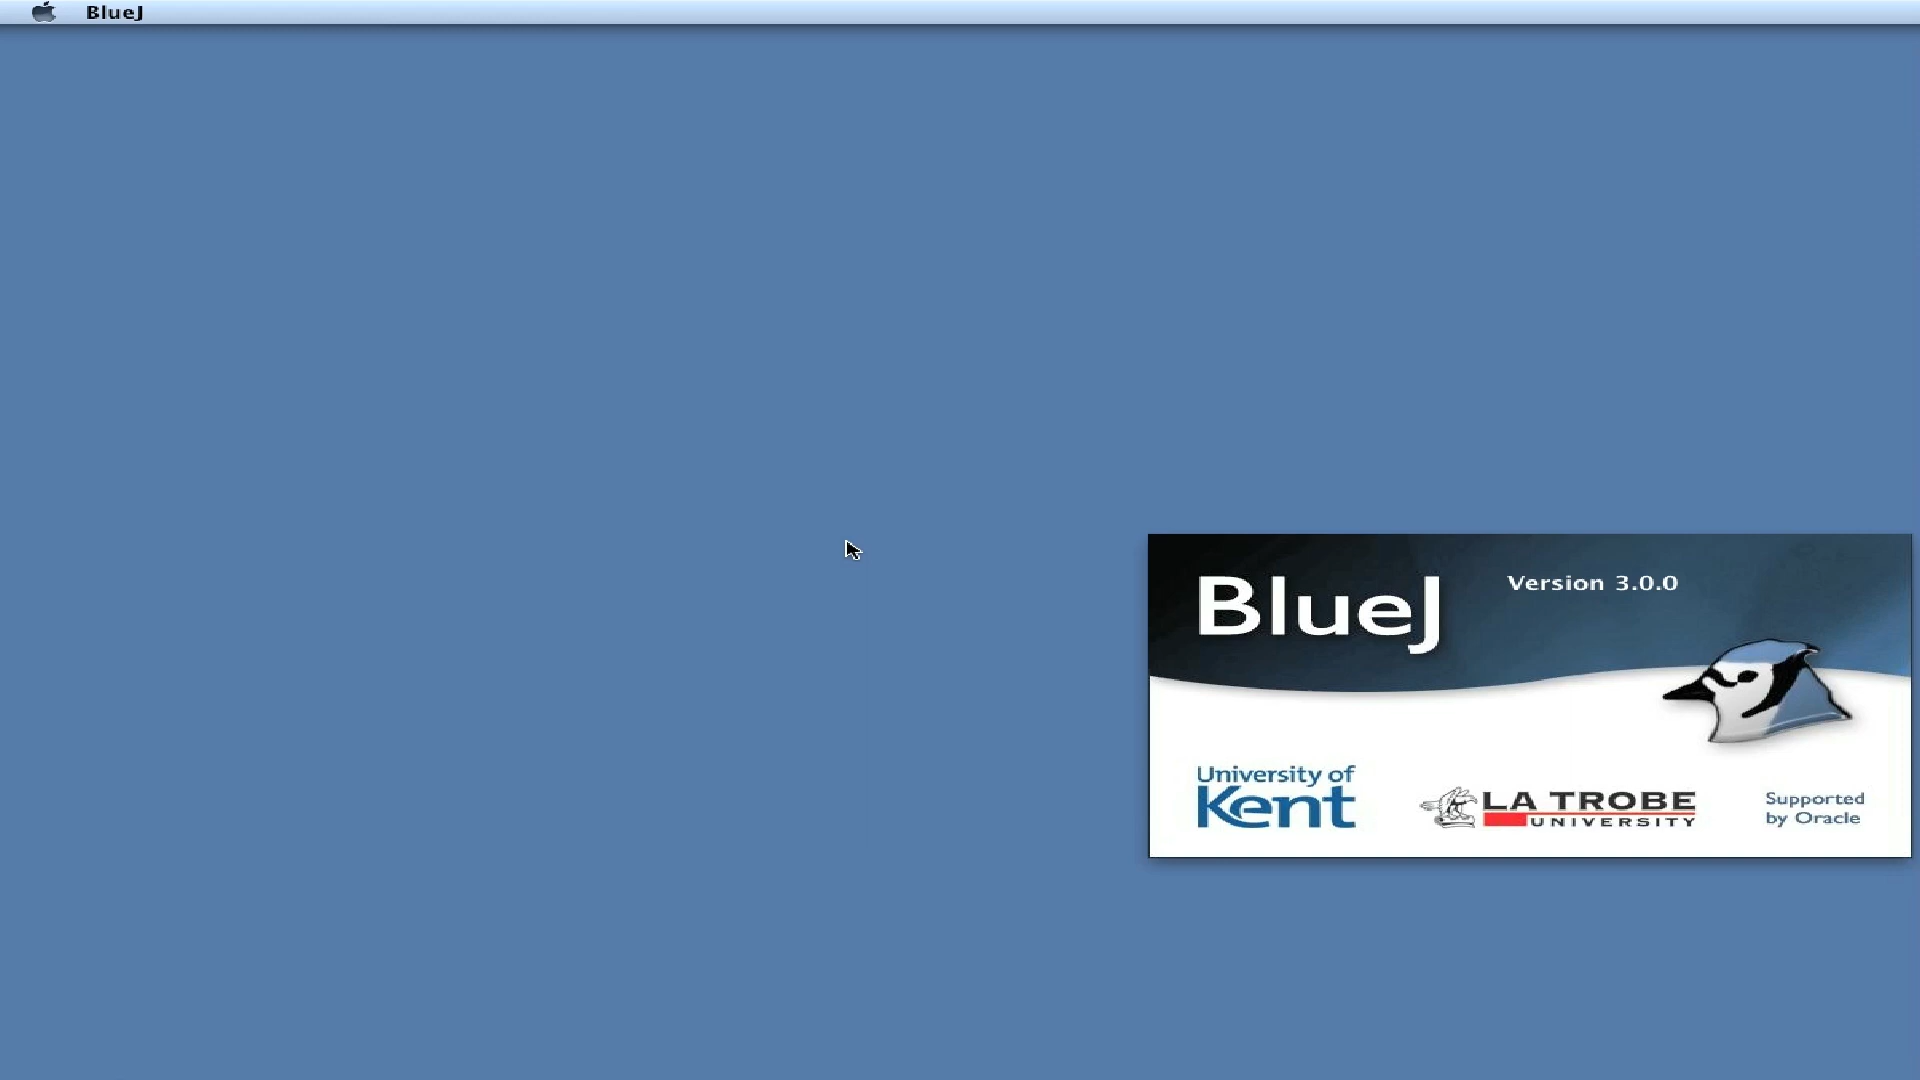 BlueJ
BlueJ
Version 3.0.0
University of
Kent
LA TROBE
UNIVERSITY
Supported
by Oracle